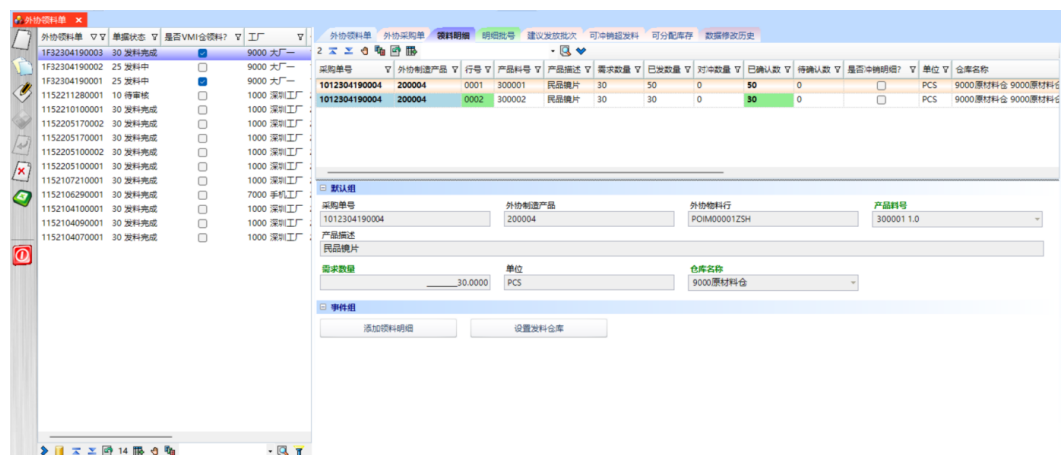 外协领料单
外协领料单 单据状态 是否VMI仓领料? 工厂
1F32304190003 30 发料完成 9000 大厂一
1F32304190002 25 发料中 9000 大厂一
1F32304190001 25 发料中 9000 大厂一
1152211280001 10 待审核 1000 深圳工厂
1152210100001 30 发料完成 1000 深圳工厂
1152205170002 30 发料完成 1000 深圳工厂
1152205170001 30 发料完成 1000 深圳工厂
1152205100002 30 发料完成 1000 深圳工厂
1152205100001 30 发料完成 1000 深圳工厂
1152107210001 30 发料完成 1000 深圳工厂
1152106290001 30 发料完成 7000 手机工厂
1152104100001 30 发料完成 1000 深圳工厂
1152104090001 30 发料完成 1000 深圳工厂
1152104070001 30 发料完成 1000 深圳工厂
14
外协领料单 外协采购单 领料明细 明细批号 建议发放批次 可冲销超发料 可分配库存 数据修改历史
2
采购单号 外协制造产品 行号 产品料号 产品描述 需求数量 已发数量 对冲数量 已确认数 待确认数 是否冲销明细? 单位 仓库名称
1012304190004 200004 0001 300001 民品镜片 30 50 0 50 0 PCS 9000原材料仓 9000原材料仓
1012304190004 200004 0002 300002 民品镜片 30 30 0 30 0 PCS 9000原材料仓 9000原材料仓
默认组
采购单号 外协制造产品 外协物料行 产品料号
1012304190004 200004 POIM00001ZSH 300001 1.0
产品描述
民品镜片
需求数量 单位 仓库名称
30.0000 PCS 9000原材料仓
事件组
添加领料明细 设置发料仓库